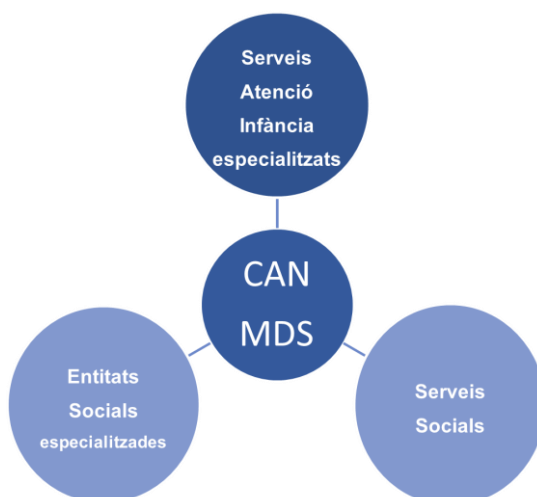 Serveis
Atenció
Infància
especialitzats
CAN
MDS
Entitats
Socials
especialitzades
Serveis
Socials